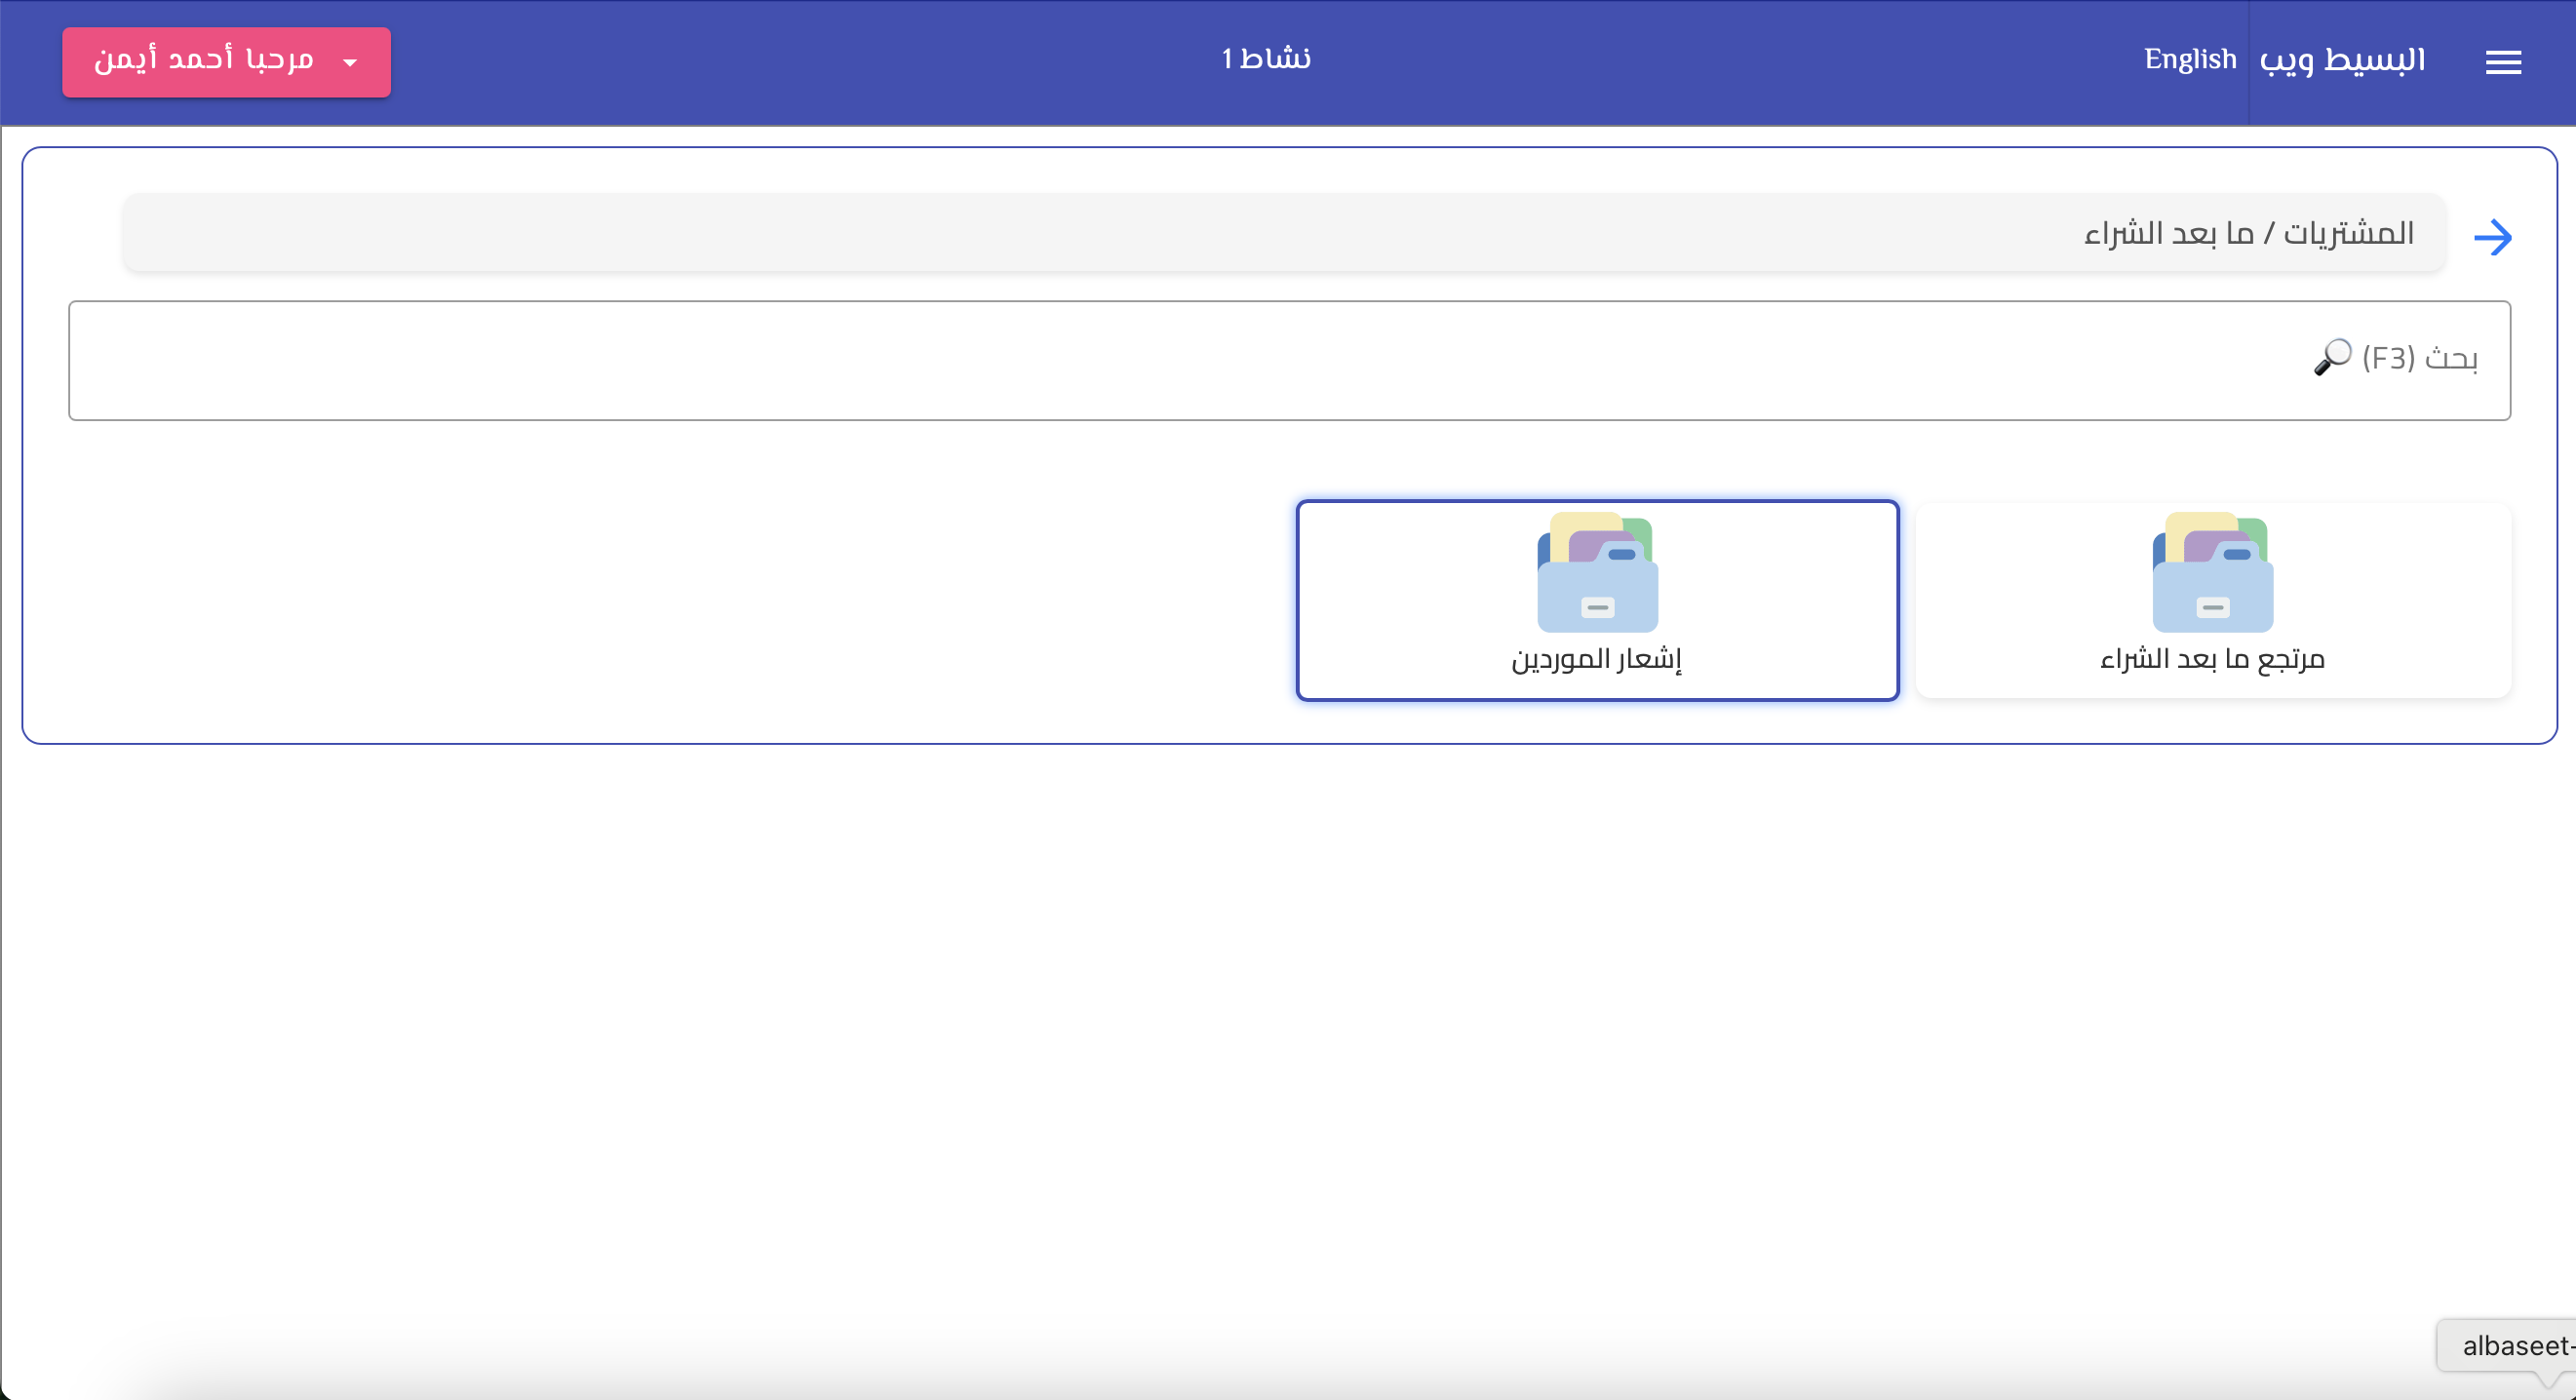 البسيط ويب
English
نشاط 1
مرحبا أحمد أيمن
المشتريات / ما بعد الشراء
بحث (F3) 🔎
مرتجع ما بعد الشراء
إشعار الموردين
albaseet-